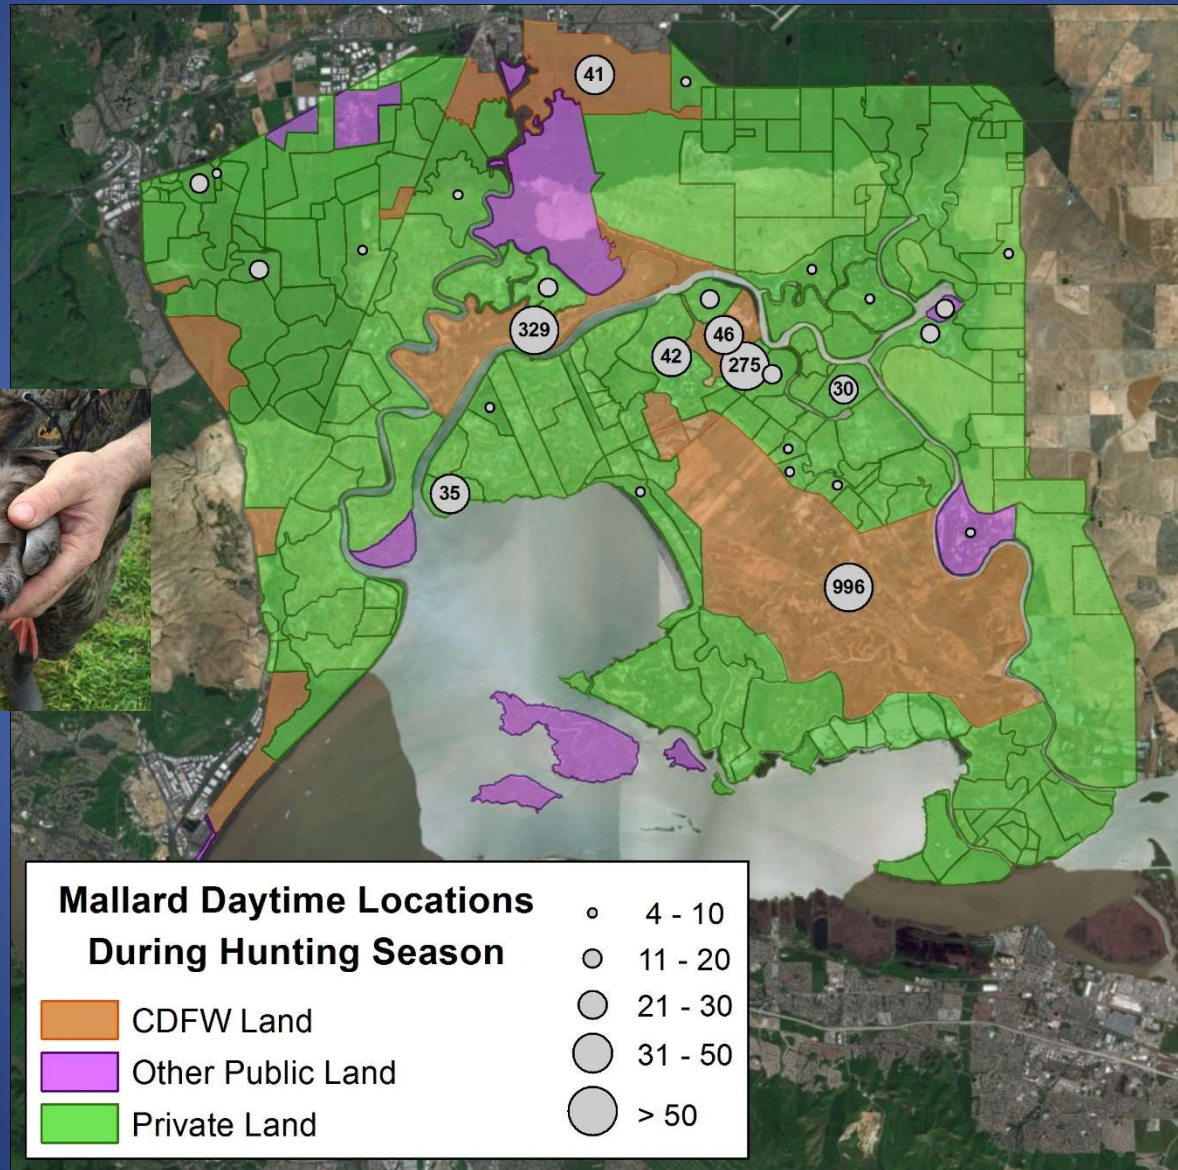 41
329
46
42
275
30
35
996
Mallard Daytime Locations
During Hunting Season
CDFW Land
Other Public Land
Private Land
4 - 10
11 - 20
21 - 30
31 - 50
> 50